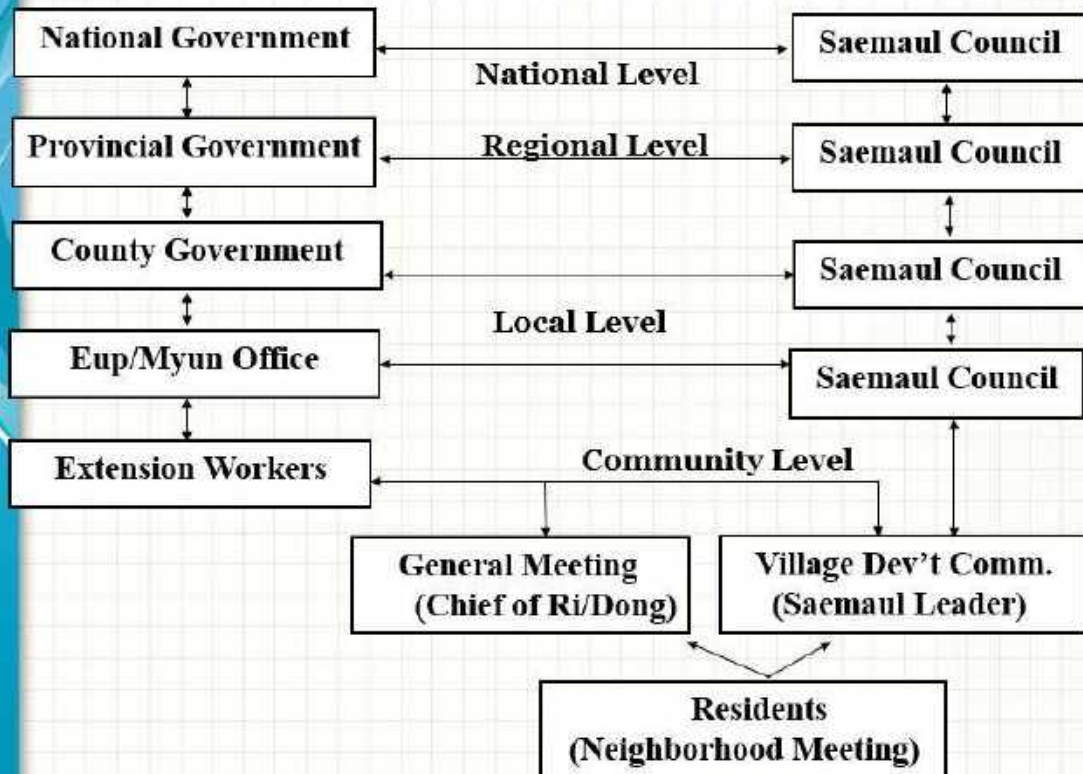 National Government
Saemaul Council
National Level
Provincial Government
Regional Level
Saemaul Council
County Government
Saemaul Council
Local Level
Eup/Myun Office
Saemaul Council
Extension Workers
Community Level
General Meeting
(Chief of Ri/Dong)
Village Dev't Comm.
(Saemaul Leader)
Residents
(Neighborhood Meeting)